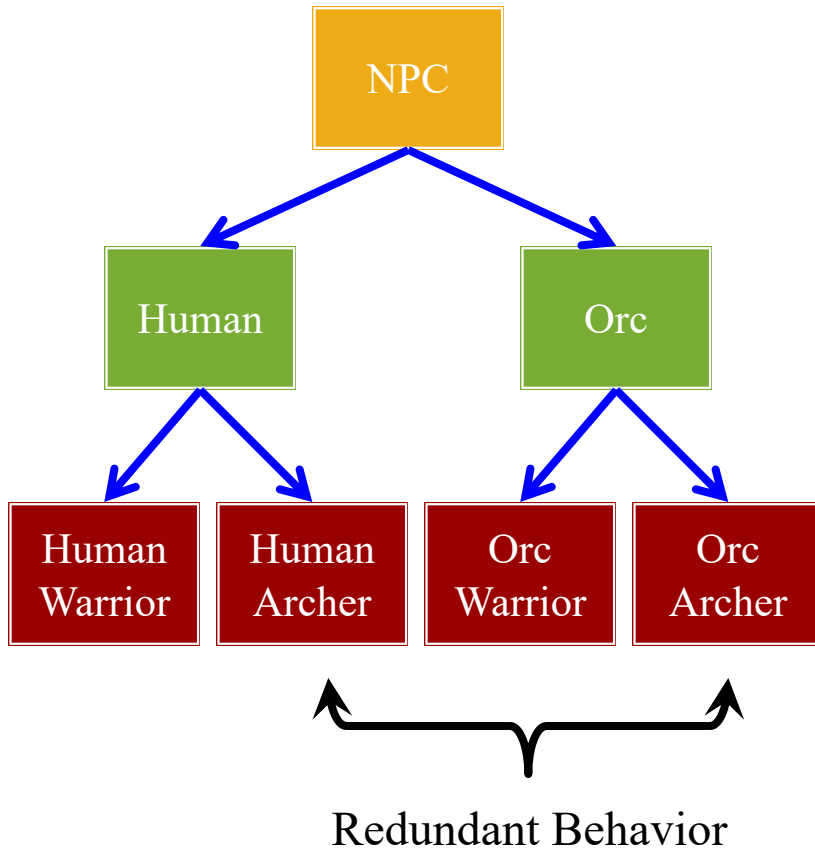 NPC
Human
Orc
Human
Warrior
Human
Archer
Orc
Warrior
Orc
Archer
Redundant Behavior